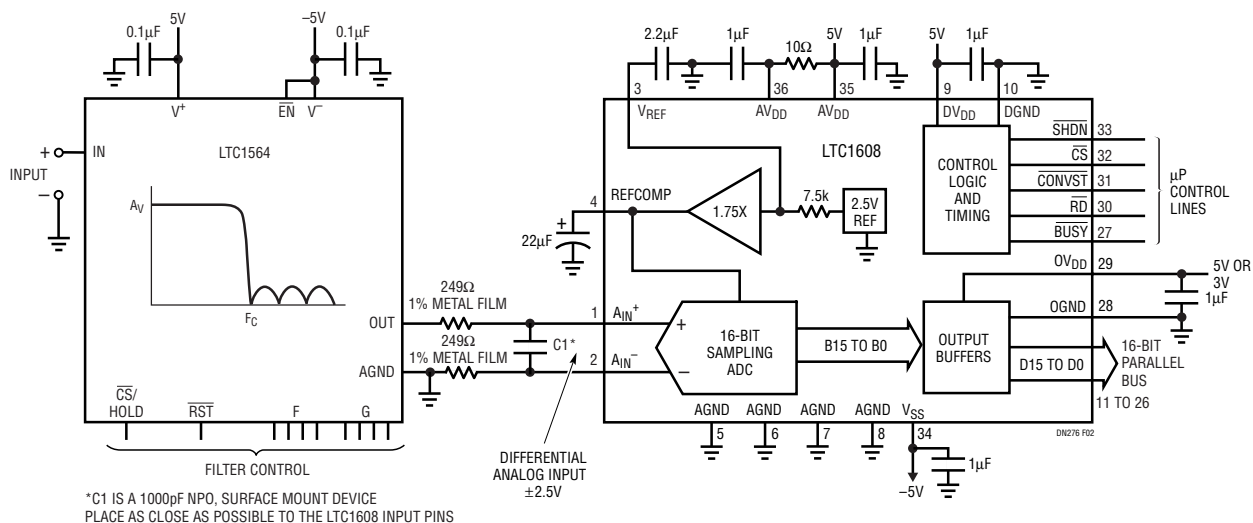 0.1µF
5V
–5V
0.1µF
V+
EN
V–
LTC1564
+
INPUT
–
IN
AV
FC
OUT
AGND
CS/
HOLD
RST
F
G
FILTER CONTROL
249Ω
1% METAL FILM
249Ω
1% METAL FILM
C1*
DIFFERENTIAL
ANALOG INPUT
±2.5V
2.2µF
1µF
10Ω
5V
1µF
5V
1µF
3
36
35
9
10
VREF
AVDD
AVDD
DVDD
DGND
LTC1608
4
REFCOMP
1.75X
7.5k
2.5V
REF
+
22µF
CONTROL
LOGIC
AND
TIMING
SHDN
33
CS
32
CONVST
31
RD
30
BUSY
27
µP
CONTROL
LINES
1
AIN+
2
AIN–
+
–
16-BIT
SAMPLING
ADC
B15 TO B0
OUTPUT
BUFFERS
OVDD
29
5V OR
3V
1µF
OGND
28
D15 TO D0
16-BIT
PARALLEL
BUS
11 TO 26
AGND
AGND
AGND
AGND
VSS
5
6
7
8
34
1µF
–5V
DN276 F02
*C1 IS A 1000pF NPO, SURFACE MOUNT DEVICE
PLACE AS CLOSE AS POSSIBLE TO THE LTC1608 INPUT PINS